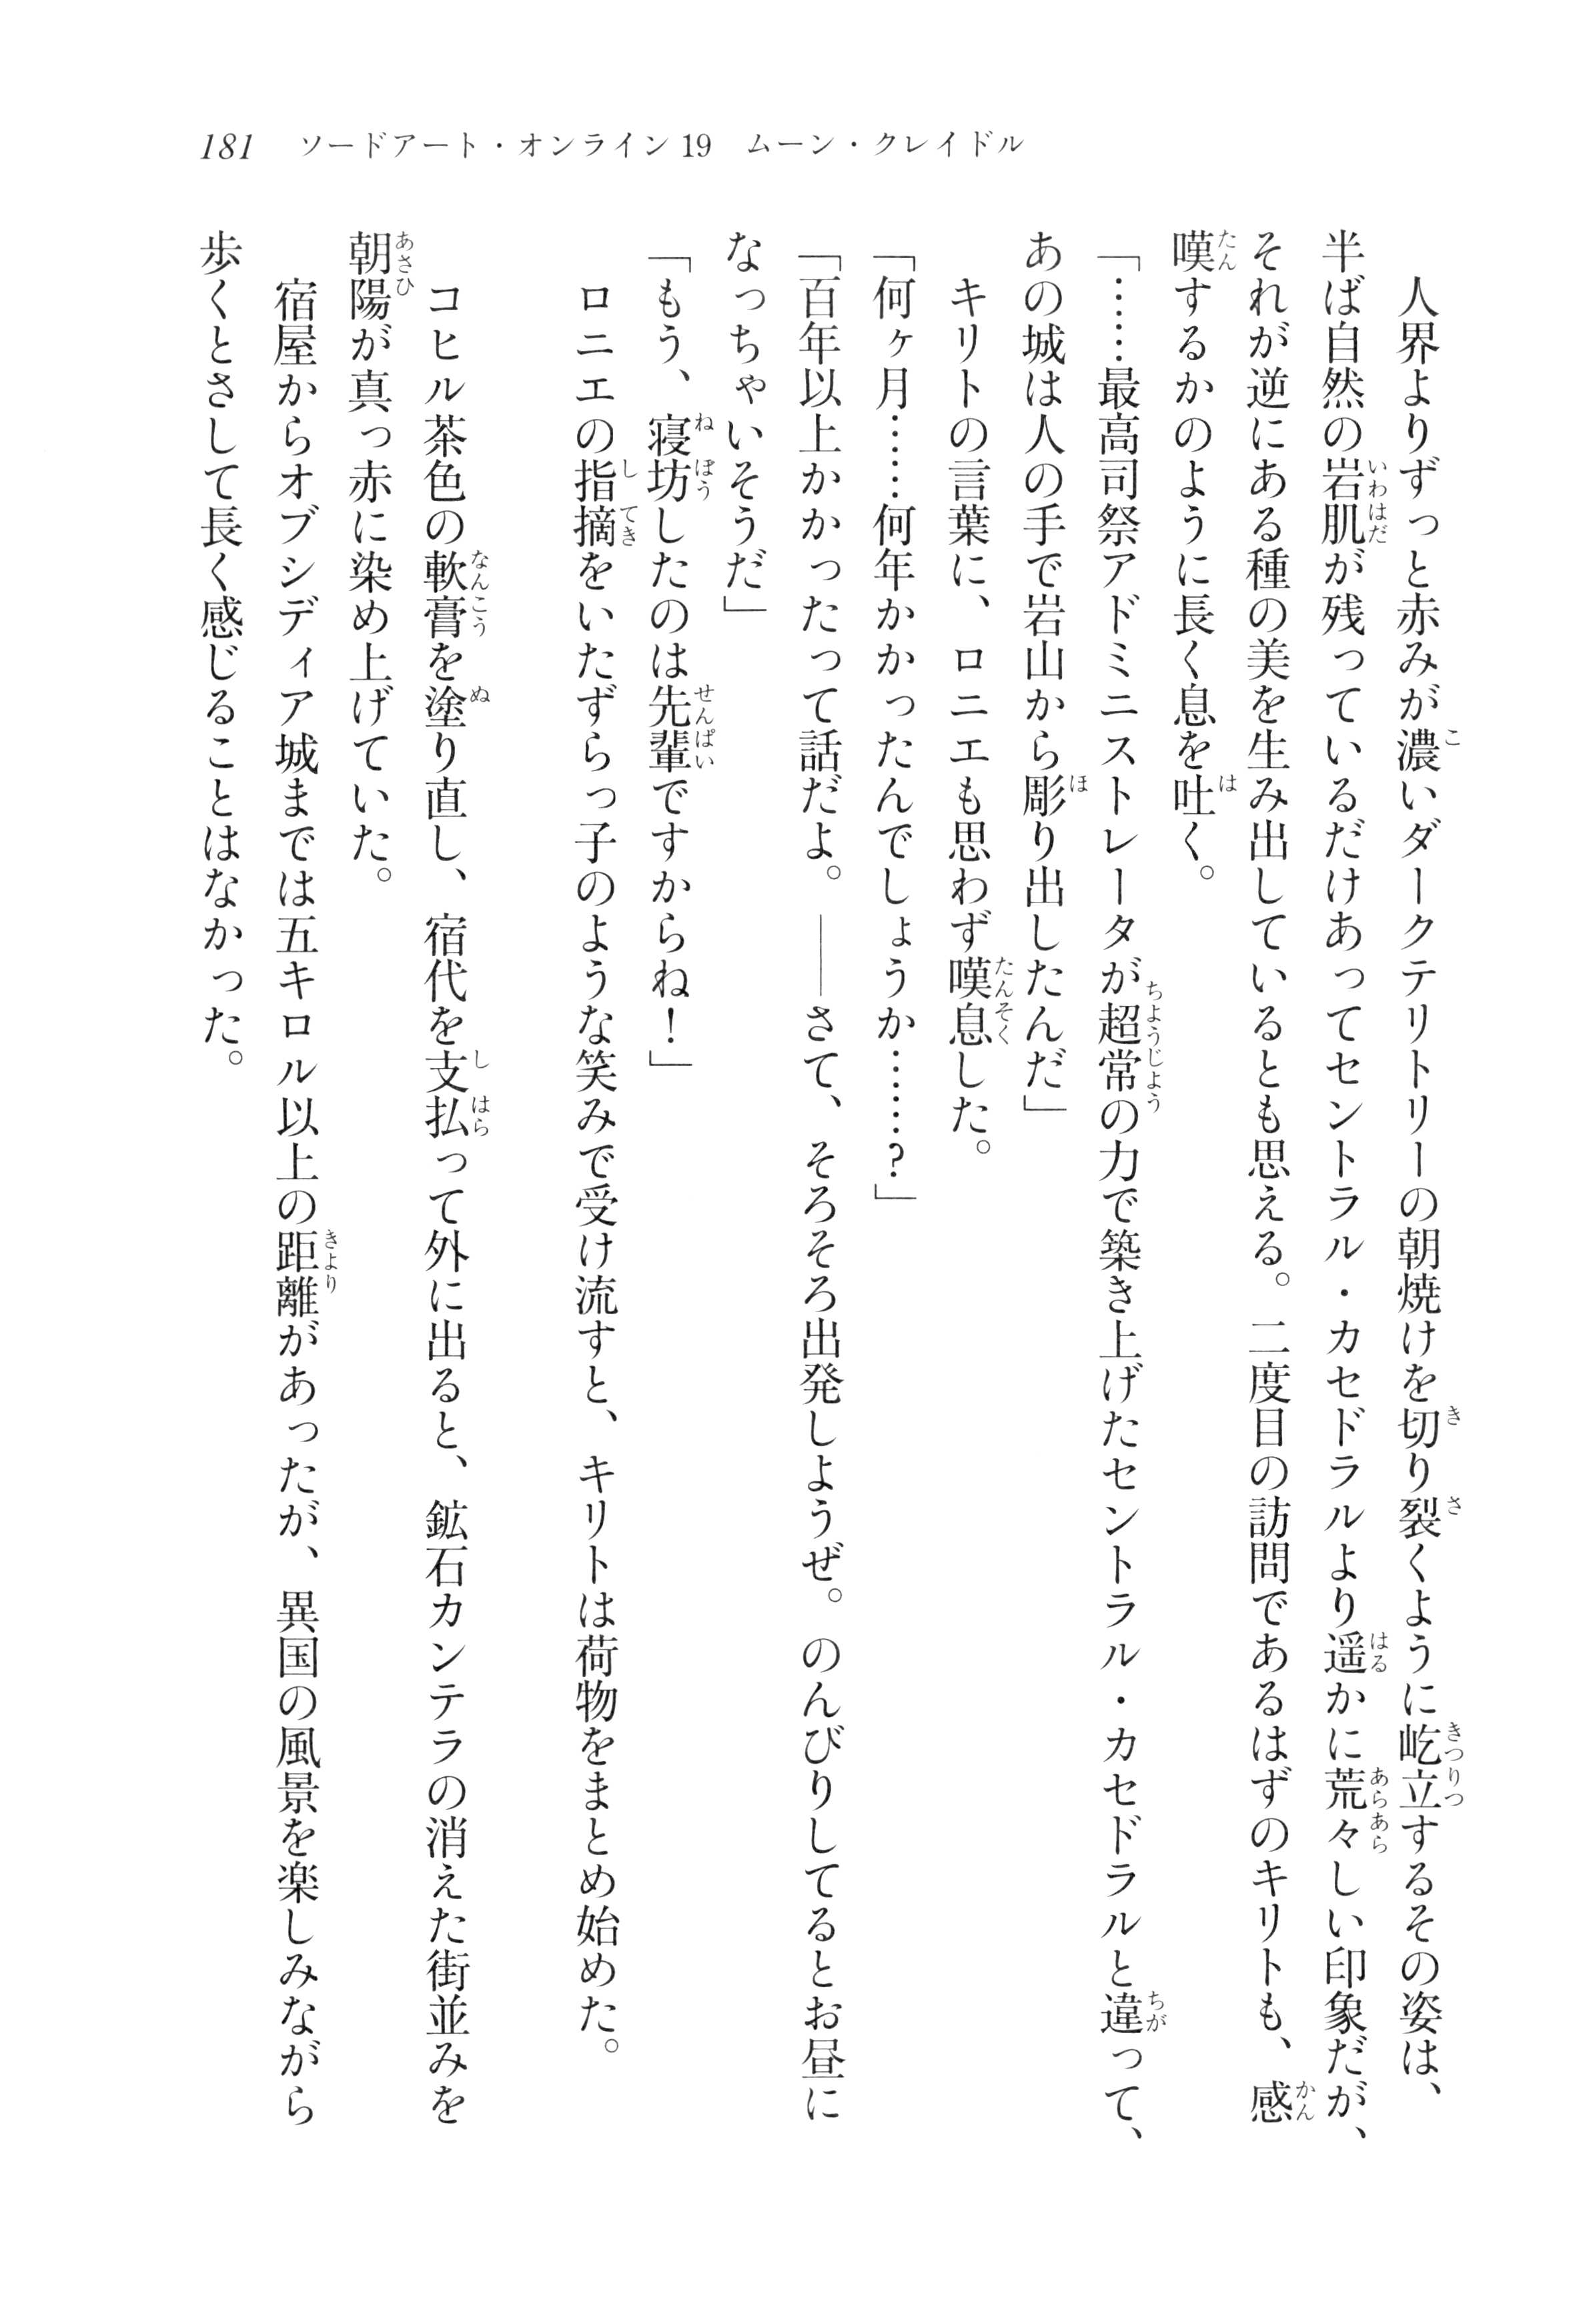 181 ソードアート・オンライン19 ムーン・クレイドル
人界よりずっと赤みが濃いダークテリトリーの朝焼けを切り裂くように屹立するその姿は、
半ば自然の岩肌が残っているだけあってセントラル・カセドラルより遥かに荒々しい印象だが、
それが逆にある種の美を生み出しているとも思える。二度目の訪問であるはずのキリトも、感
嘆するかのように長く息を吐く。
「……最高司祭アドミニストレータが超常の力で築き上げたセントラル・カセドラルと違って、
あの城は人の手で岩山から彫り出したんだ」
キリトの言葉に、ロニエも思わず嘆息した。
「何ヶ月……何年かかったんでしょうか……?」
「百年以上かかったって話だよ。――さて、そろそろ出発しようぜ。のんびりしてるとお昼に
なっちゃいそうだ」
「もう、寝坊したのは先輩ですからね!」
ロニエの指摘をいたずらっ子のような笑みで受け流すと、キリトは荷物をまとめ始めた。
コヒル茶色の軟膏を塗り直し、宿代を支払って外に出ると、鉱石カンテラの消えた街並みを
朝陽が真っ赤に染め上げていた。
宿屋からオブシディア城までは五キロル以上の距離があったが、異国の風景を楽しみながら
歩くとさして長く感じることはなかった。